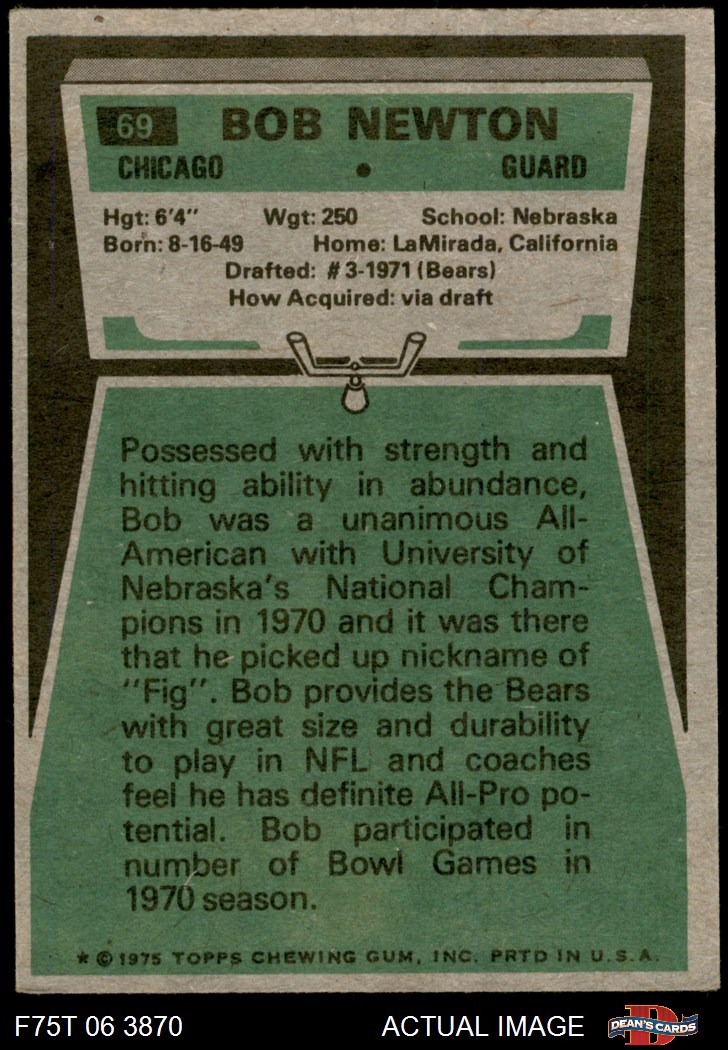 69 BOB NEWTON
CHICAGO • GUARD
Hgt: 6'4" Wgt: 250 School: Nebraska
Born: 8-16-49 Home: LaMirada, California
Drafted: #3-1971 (Bears)
How Acquired: via draft
Possessed with strength and
hitting ability in abundance,
Bob was a unanimous All-
American with University of
Nebraska's National Cham-
pions in 1970 and it was there
that he picked up nickname of
"Fig". Bob provides the Bears
with great size and durability
to play in NFL and coaches
feel he has definite All-Pro po-
tential. Bob participated in
number of Bowl Games in
1970 season.
* © 1975 TOPPS CHEWING GUM, INC. PRTD IN U.S.A.
F75T 06 3870 ACTUAL IMAGE D DEAN'S CARDS